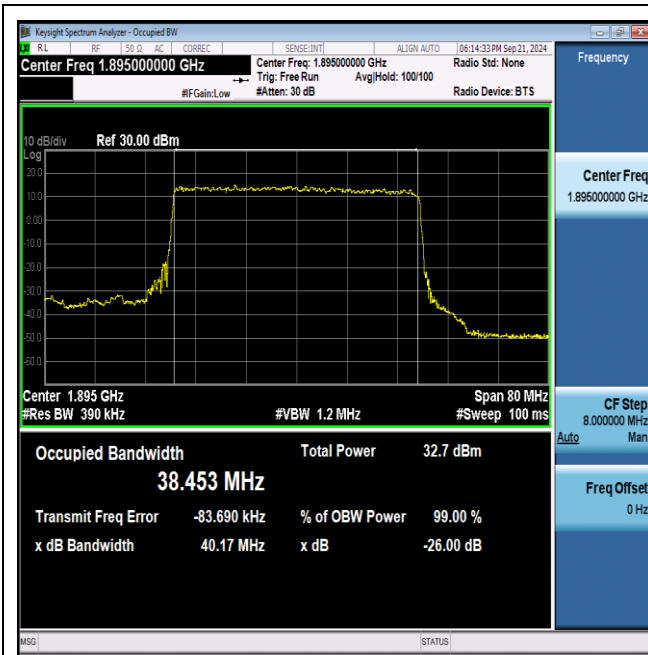 Keysight Spectrum Analyzer - Occupied BW
RL RF 50 Ω AC CORREC SENSE:INT ALIGN AUTO 06:14:33 PM Sep 21, 2024
Center Freq 1.895000000 GHz
Center Freq: 1.895000000 GHz Radio Std: None
Trig: Free Run Avg|Hold: 100/100
#IFGain:Low #Atten: 30 dB Radio Device: BTS
Frequency
10 dB/div Ref 30.00 dBm
Log
20.0
10.0
0.00
-10.0
-20.0
-30.0
-40.0
-50.0
-60.0
Center 1.895 GHz Span 80 MHz
#Res BW 390 kHz #VBW 1.2 MHz #Sweep 100 ms
Occupied Bandwidth Total Power 32.7 dBm
38.453 MHz
Transmit Freq Error -83.690 kHz % of OBW Power 99.00 %
x dB Bandwidth 40.17 MHz x dB -26.00 dB
Center Freq
1.895000000 GHz
CF Step
8.000000 MHz
Auto Man
Freq Offset
0 Hz
MSG STATUS